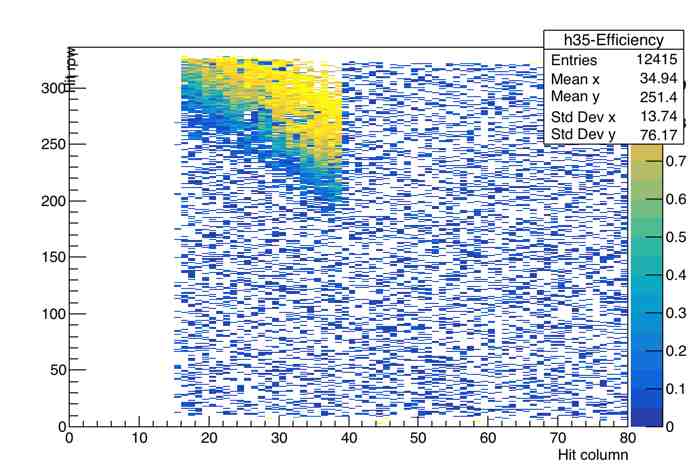 h35-Efficiency
Entries 12415
Mean x 34.94
Mean y 251.4
Std Dev x 13.74
Std Dev y 76.17
300
250
200
150
100
50
0
0 10 20 30 40 50 60 70 80
Hit column
0.7
0.6
0.5
0.4
0.3
0.2
0.1
0